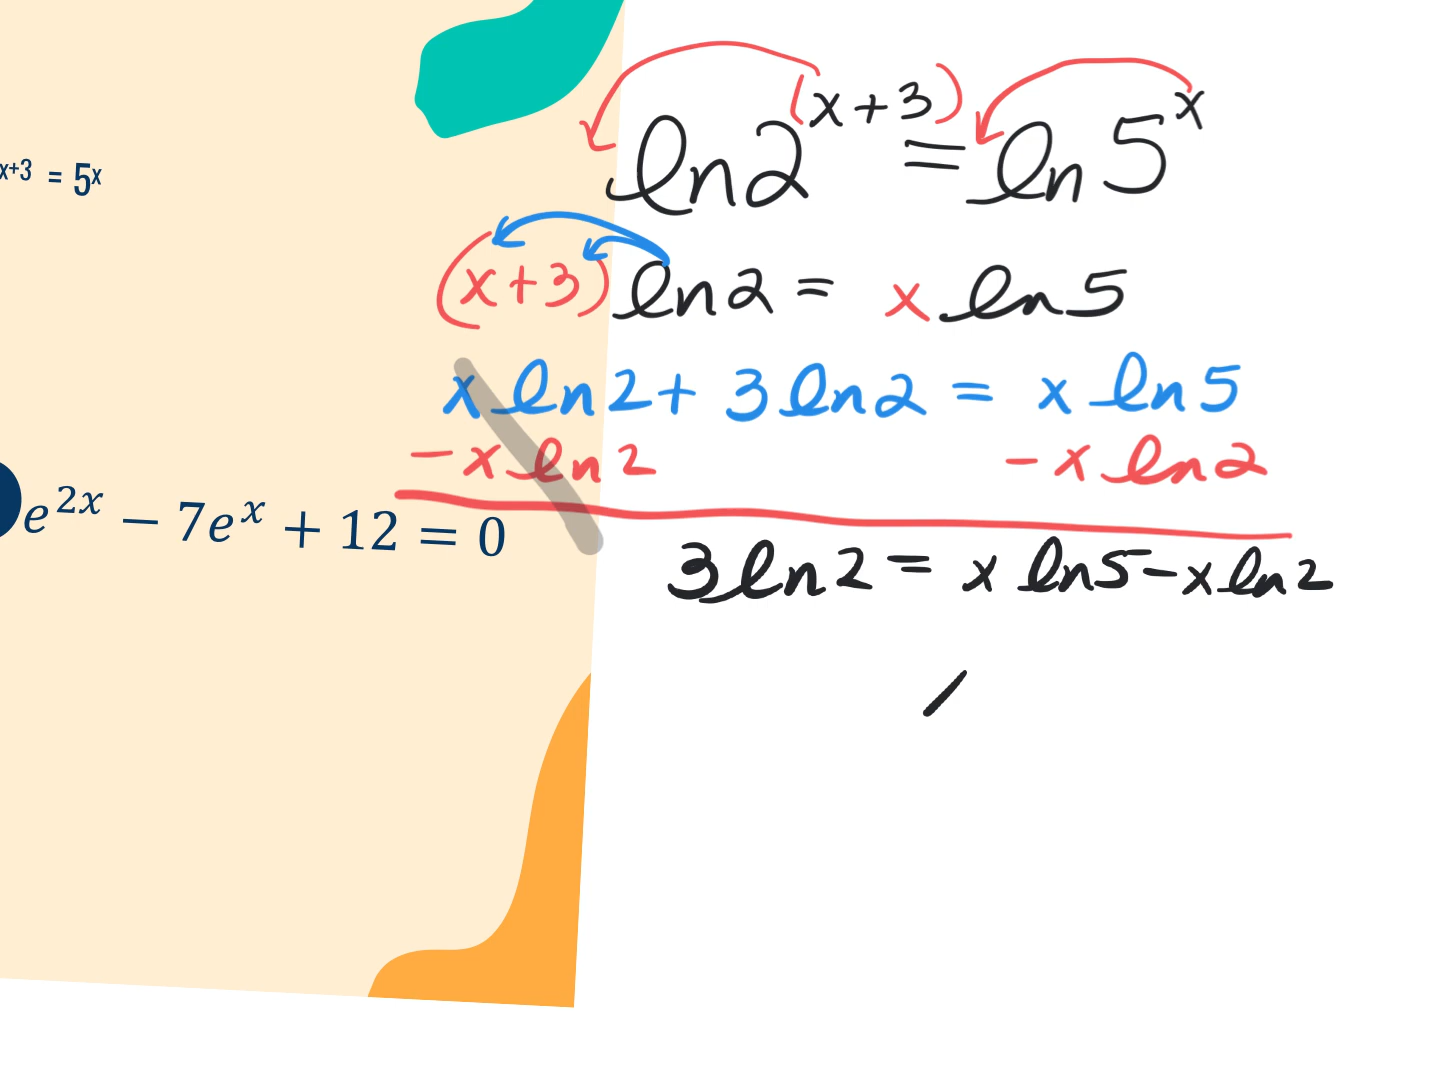 x+3 = 5ˣ
e²ˣ − 7eˣ + 12 = 0
ln2⁽ˣ⁺³⁾ = ln5ˣ
(x+3) ln2 = x ln5
x ln2 + 3 ln2 = x ln5
-x ln2 -x ln2
3 ln2 = x ln5 - x ln2